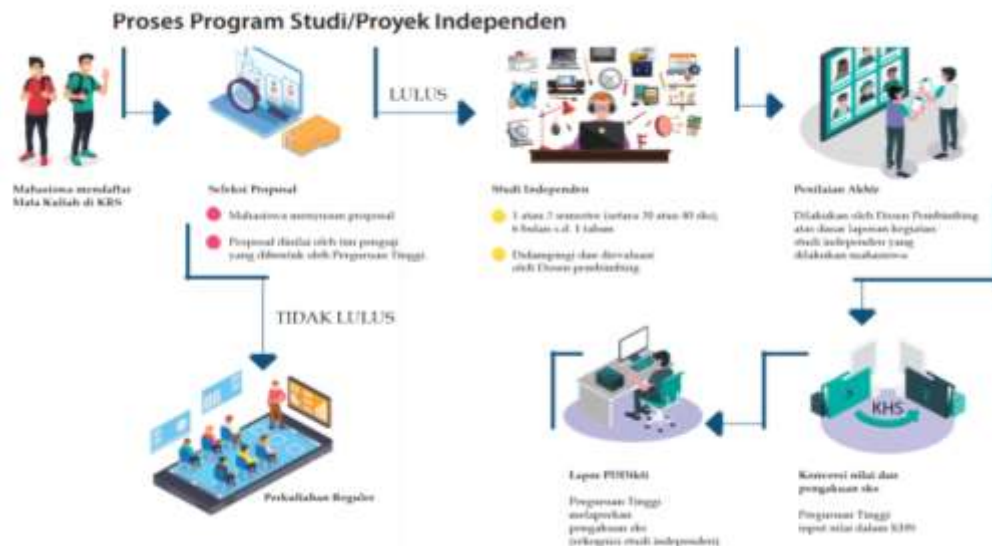 Proses Program Studi/Proyek Independen
LULUS
Mahasiswa mendaftar
Mata Kuliah di KRS
Seleksi Proposal
Mahasiswa menyusun proposal
Proposal dinilai oleh tim penguji
yang dibentuk oleh Perguruan Tinggi.
Studi Independen
1 atau 2 semester (setara 20 atau 40 sks);
6 bulan s.d. 1 tahun
Didampingi dan dievaluasi
oleh Dosen pembimbing
Penilaian Akhir
Dilakukan oleh Dosen Pembimbing
atas dasar laporan kegiatan
studi independen yang
dilakukan mahasiswa
TIDAK LULUS
Perkuliahan Reguler
KHS
Lapor PDDikti
Perguruan Tinggi
melaporkan
pengakuan sks
(rekognisi studi independen)
Konversi nilai dan
pengakuan sks
Perguruan Tinggi
input nilai dalam KHS